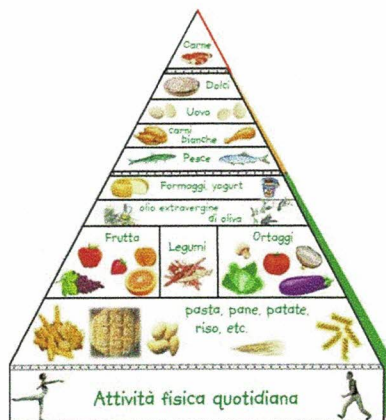 Carne
Dolci
Uova
carni
bianche
Pesce
Formaggi, yogurt
olio extravergine
di oliva
Frutta
Legumi
Ortaggi
pasta, pane, patate,
riso, etc.
Attività fisica quotidiana